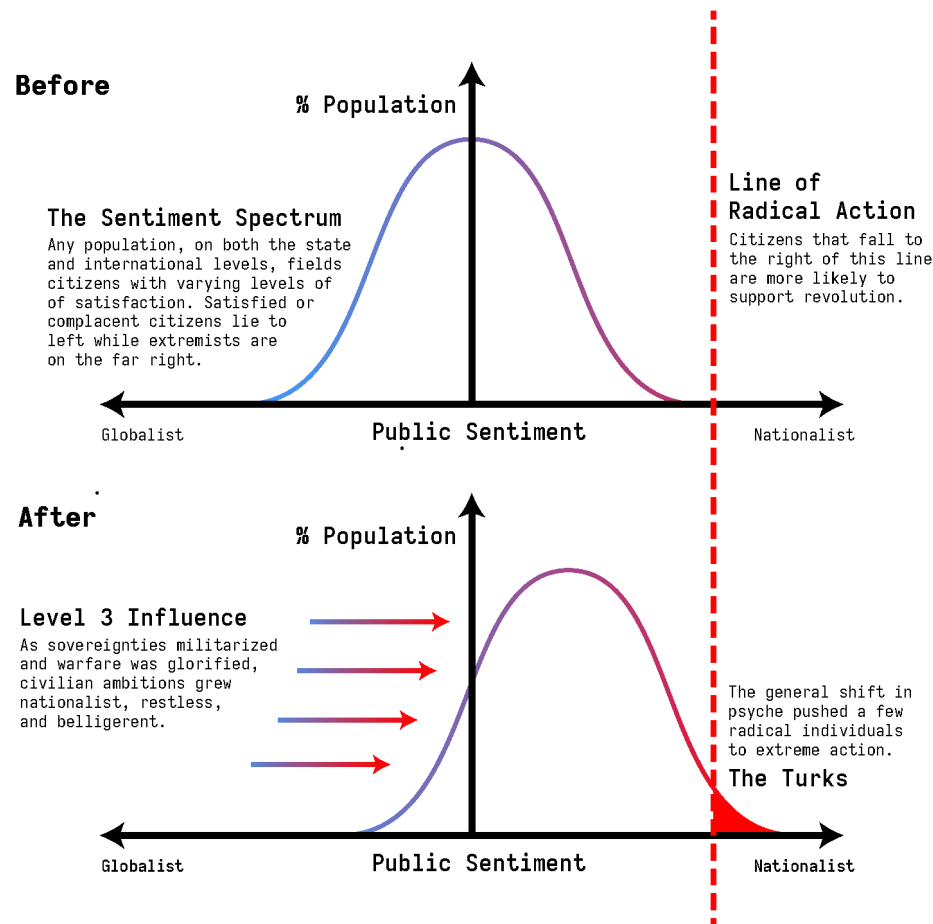 Before
% Population
The Sentiment Spectrum
Any population, on both the state
and international levels, fields
citizens with varying levels of
of satisfaction. Satisfied or
complacent citizens lie to
left while extremists are
on the far right.
Line of
Radical Action
Citizens that fall to
the right of this line
are more likely to
support revolution.
Globalist
Public Sentiment
Nationalist
After
% Population
Level 3 Influence
As sovereignties militarized
and warfare was glorified,
civilian ambitions grew
nationalist, restless,
and belligerent.
The general shift in
psyche pushed a few
radical individuals
to extreme action.
The Turks
Globalist
Public Sentiment
Nationalist